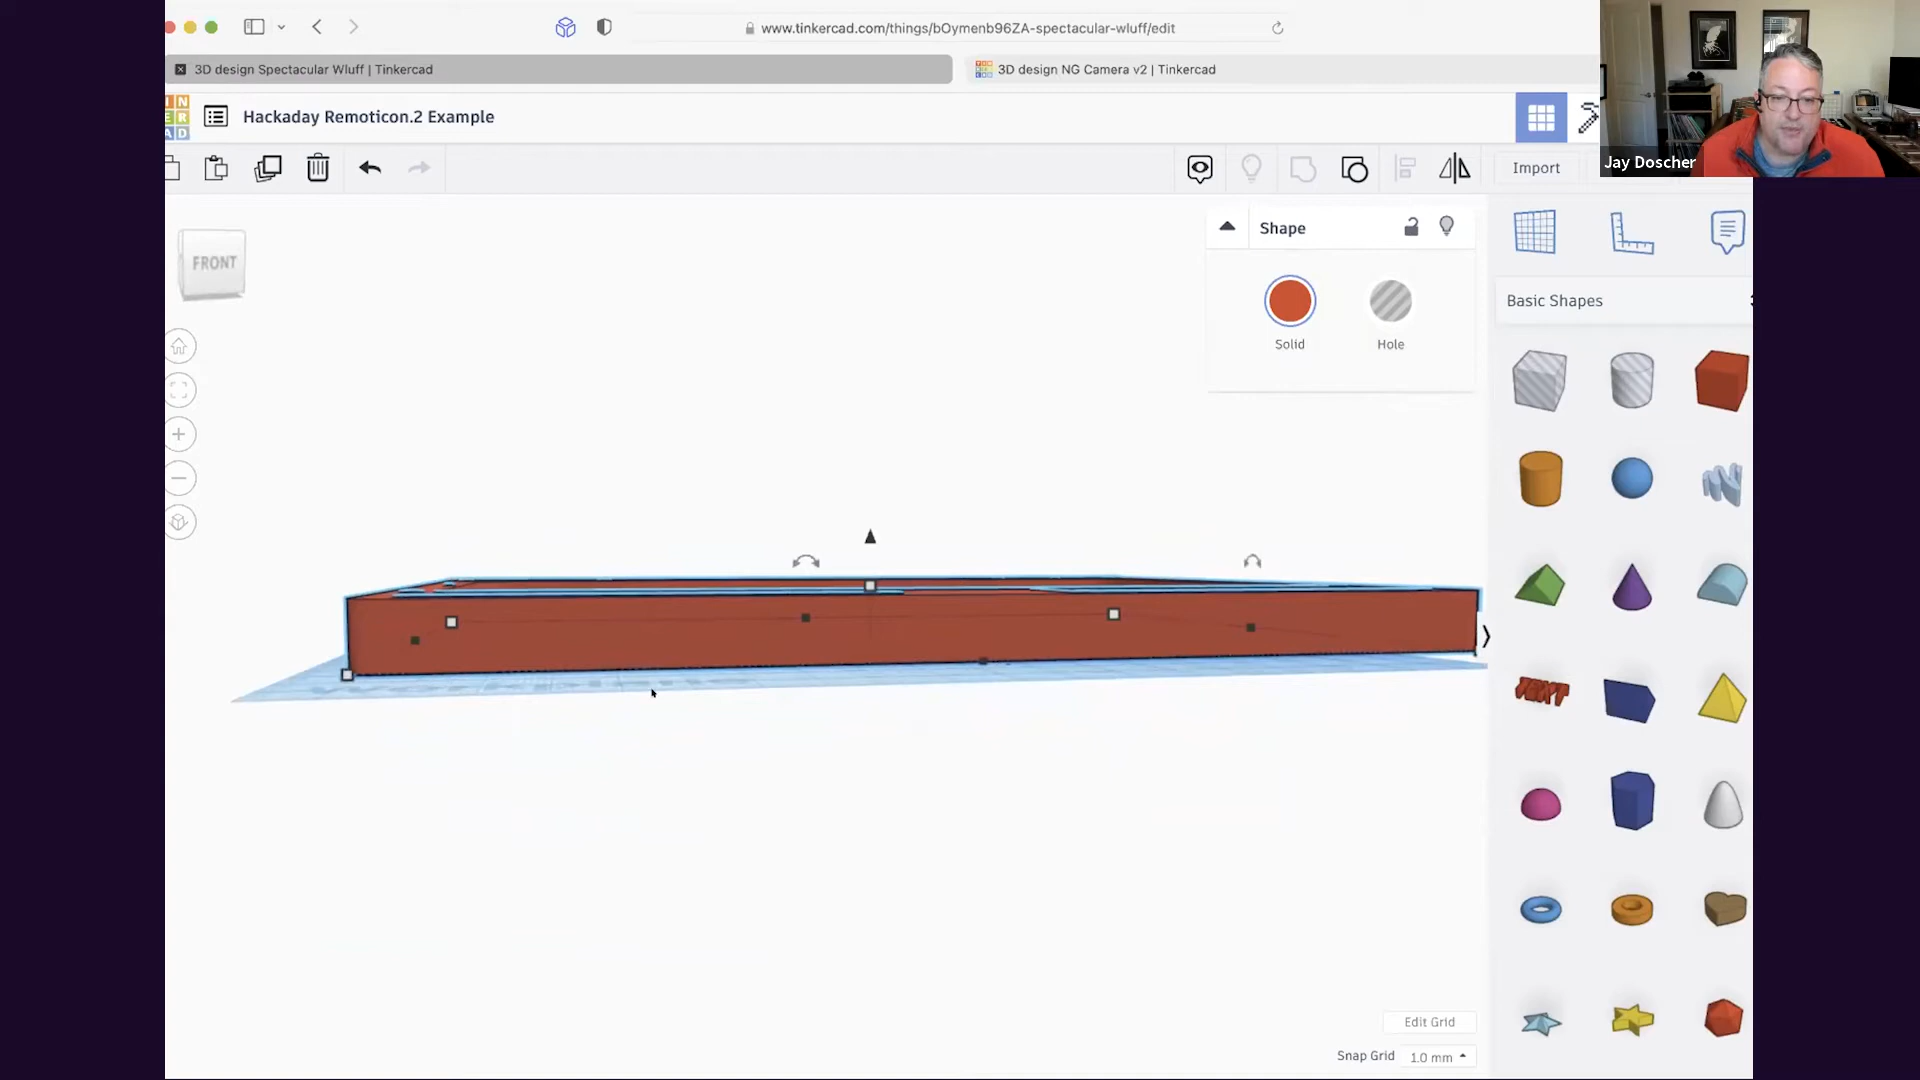 www.tinkercad.com/things/bOymenb96ZA-spectacular-wluff/edit
3D design Spectacular Wluff | Tinkercad
3D design NG Camera v2 | Tinkercad
Hackaday Remoticon.2 Example
Jay Doscher
Import
FRONT
Shape
Solid
Hole
Basic Shapes
TEXT
Edit Grid
Snap Grid
1.0 mm